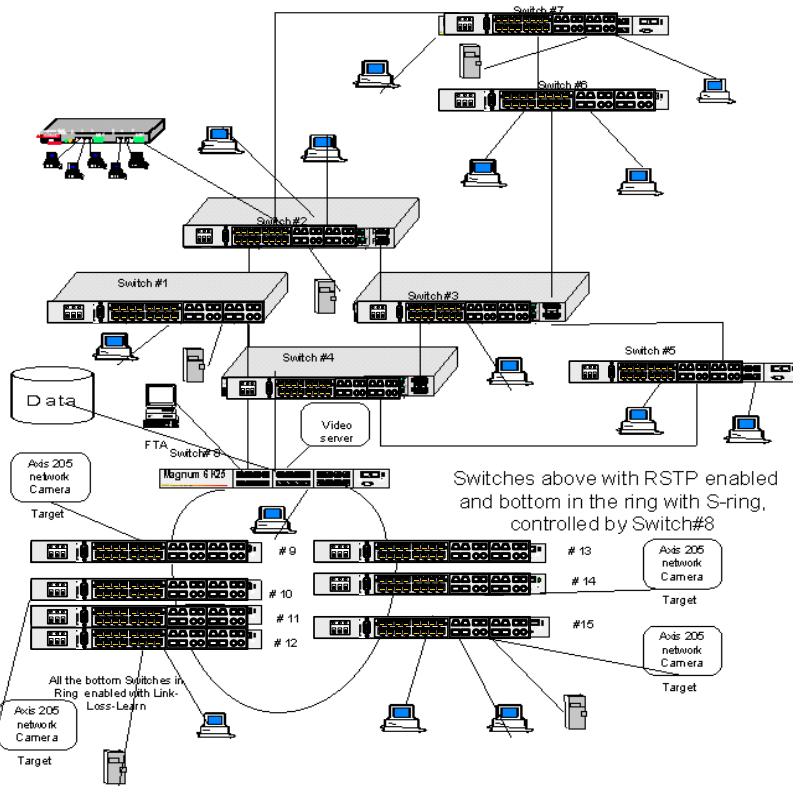 Switch #7
Switch#6
Switch#2
Switch #1
Switch #3
Switch #4
Switch #5
Data
FTA
Video
server
Switch# 8
Magnum 6K25
Axis 205
network
Camera
Target
Switches above with RSTP enabled
and bottom in the ring with S-ring,
controlled by Switch#8
# 9
# 13
# 10
# 14
Axis 205
network
Camera
Target
# 11
# 12
#15
Axis 205
network
Camera
Target
All the bottom Switches in
Ring enabled with Link-
Loss-Learn
Axis 205
network
Camera
Target